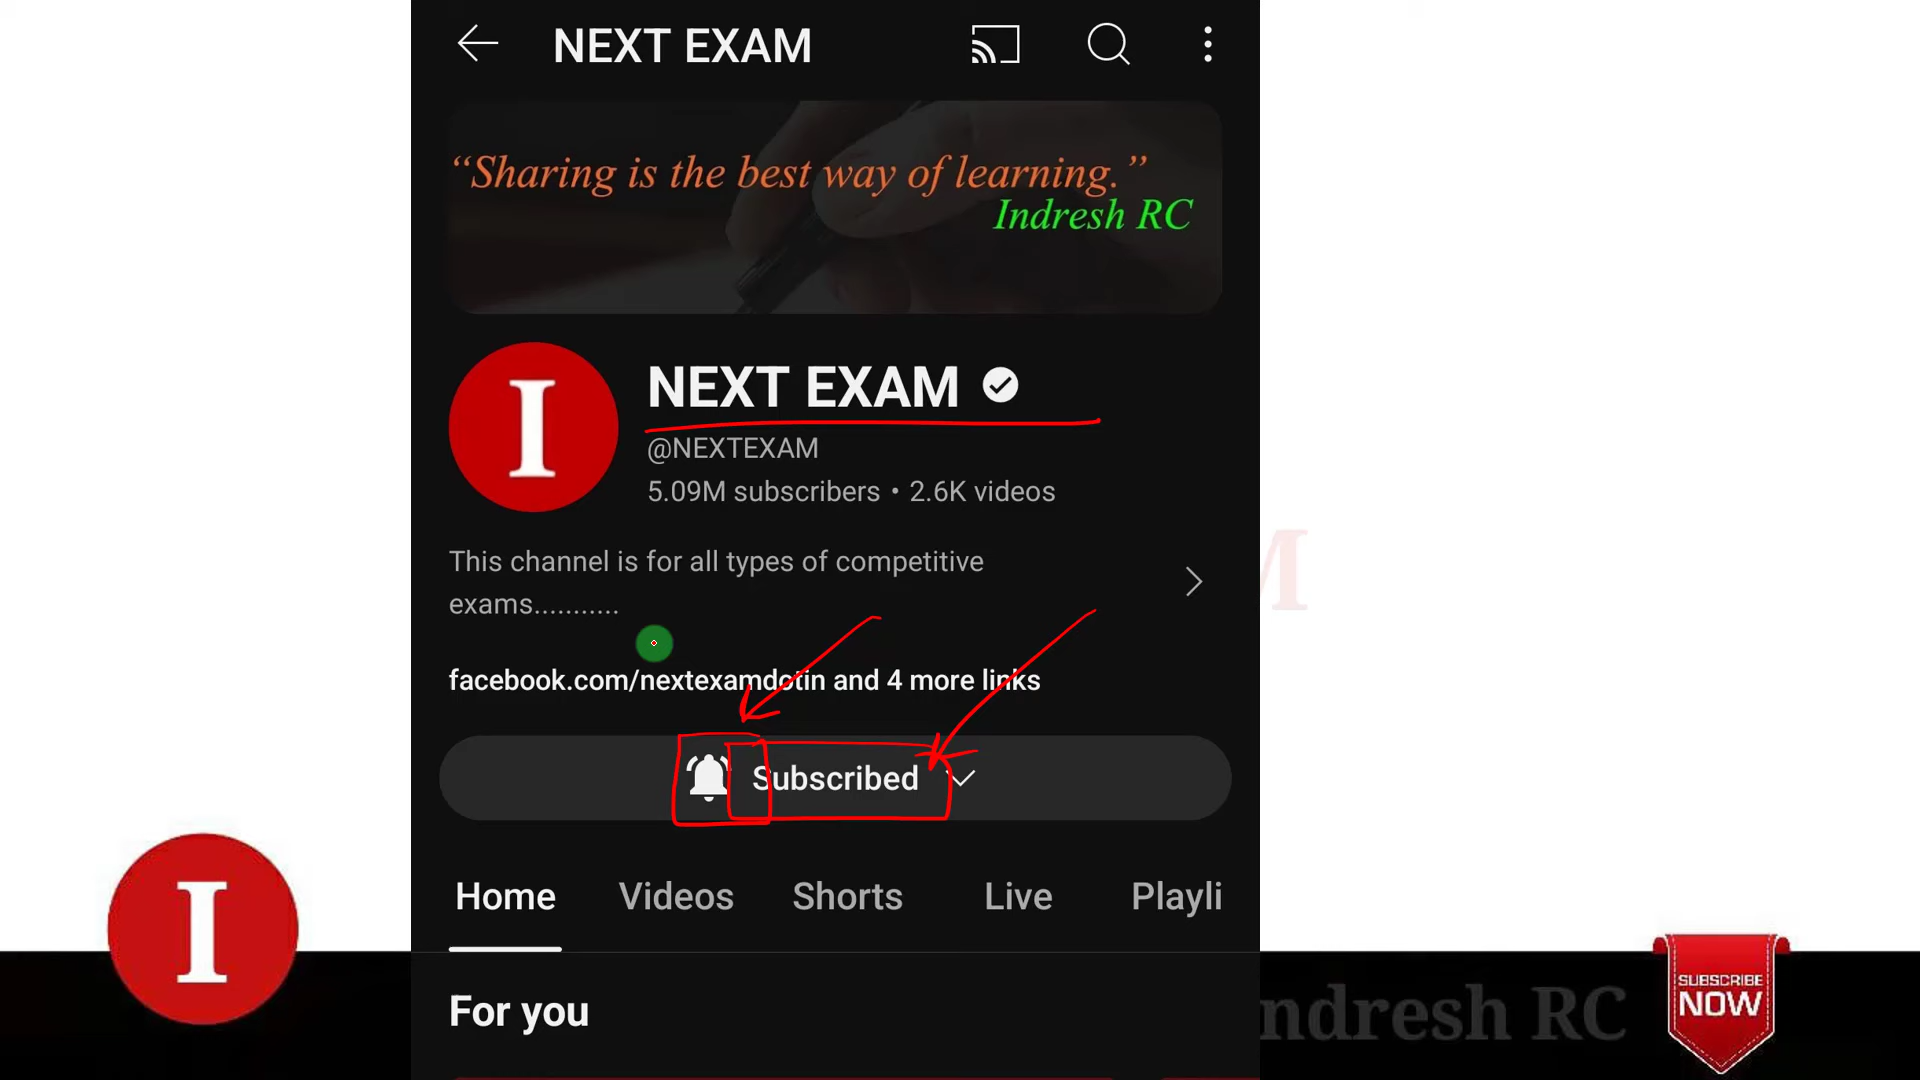 NEXT EXAM
“Sharing is the best way of learning.”
Indresh RC
I
NEXT EXAM
@NEXTEXAM
5.09M subscribers • 2.6K videos
This channel is for all types of competitive
exams...........
M
facebook.com/nextexamdotin and 4 more links
Subscribed
Home Videos Shorts Live Playli
For you
I
ndresh RC
SUBSCRIBE
NOW